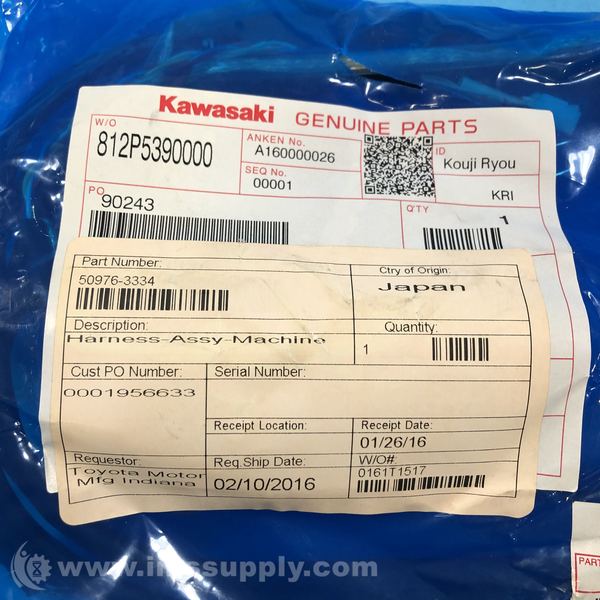 Kawasaki GENUINE PARTS
W/O
812P5390000
ANKEN No.
A160000026
SEQ No.
00001
ID
Kouji Ryou
KRI
PO
90243
Q'TY
1
Part Number:
50976-3334
Ctry of Origin:
Japan
Description:
Harness-Assy-Machine
Quantity:
1
Cust PO Number:
0001956633
Serial Number:
Receipt Location:
Receipt Date:
01/26/16
Requestor:
Toyota Motor
Mfg Indiana
Req.Ship Date:
02/10/2016
W/O#:
0161T1517
PART
www.imssupply.com